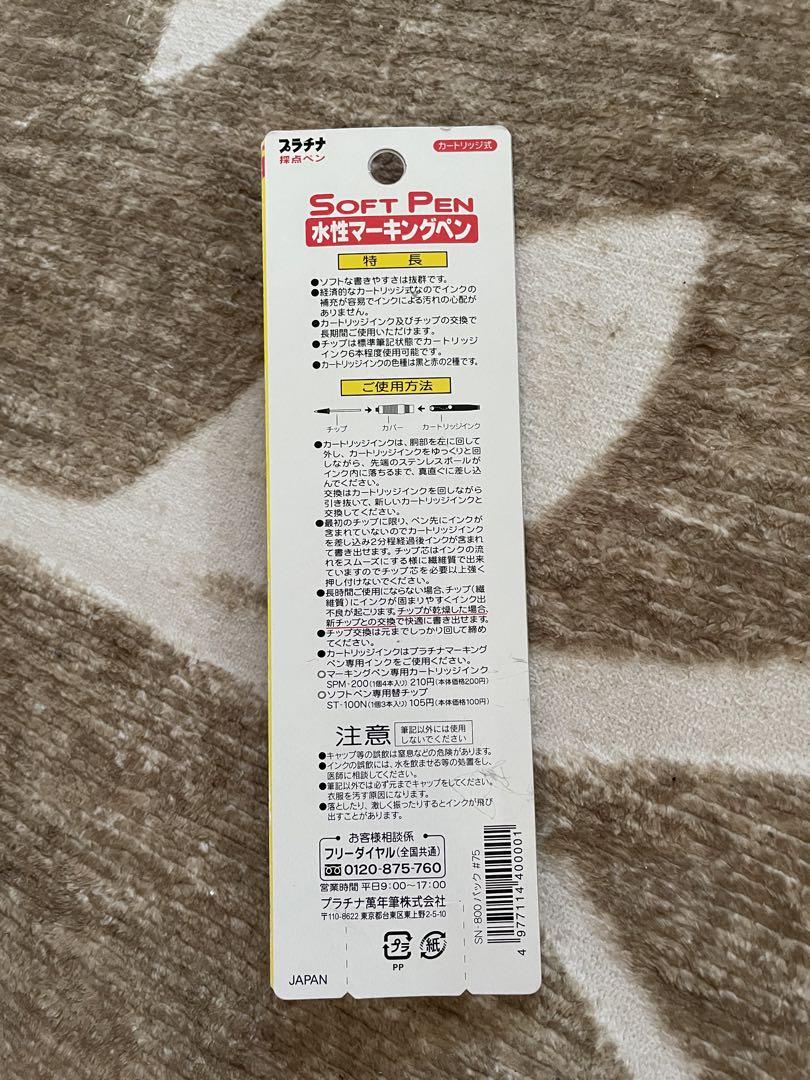 プラチナ
採点ペン
カートリッジ式
SOFT PEN
水性マーキングペン
特長
●ソフトな書きやすさは抜群です。
●経済的なカートリッジ式なのでインクの
補充が容易でインクによる汚れの心配が
ありません。
●カートリッジインク及びチップの交換で
長期間ご使用いただけます。
●チップは標準筆記状態でカートリッジ
インク6本程度使用可能です。
●カートリッジインクの色種は黒と赤の2種です。
ご使用方法
チップ カバー カートリッジインク
●カートリッジインクは、胴部を左に回して
外し、カートリッジインクをゆっくりと回
しながら、先端のステンレスボールが
インク内に落ちるまで、真直ぐに差し込
んでください。
交換はカートリッジインクを回しながら
引き抜いて、新しいカートリッジインクと
交換してください。
●最初のチップに限り、ペン先にインクが
含まれていないのでカートリッジインク
を差し込み2分程経過後インクが含まれ
て書き出せます。チップ芯はインクの流
れをスムーズにする様に繊維質で出来
ていますのでチップ芯を必要以上強く
押し付けないでください。
●長時間ご使用にならない場合、チップ(繊
維質)にインクが固まりやすくインク出
不良が起こります。チップが乾燥した場合、
新チップとの交換で快適に書き出せます。
●チップ交換は元までしっかり回して締め
てください。
●カートリッジインクはプラチナマーキング
ペン専用インクをご使用ください。
○マーキングペン専用カートリッジインク
SPM-200(1個4本入り)210円(本体価格200円)
○ソフトペン専用替チップ
ST-100N(1個3本入り)105円(本体価格100円)
注意
筆記以外には使用
しないでください
●キャップ等の誤飲は窒息などの危険があります。
●インクの誤飲には、水を飲ませる等の処置をし、
医師に相談してください。
●筆記以外では必ず元までキャップをしてください。
衣服を汚す原因になります。
●落としたり、激しく振ったりするとインクが飛び
出すことがあります。
お客様相談係
フリーダイヤル(全国共通)
0120-875-760
営業時間 平日9:00~17:00
プラチナ萬年筆株式会社
〒110-8622 東京都台東区東上野2-5-10
プラ
PP
紙
JAPAN
SN-800パック #75
4 977114 400001